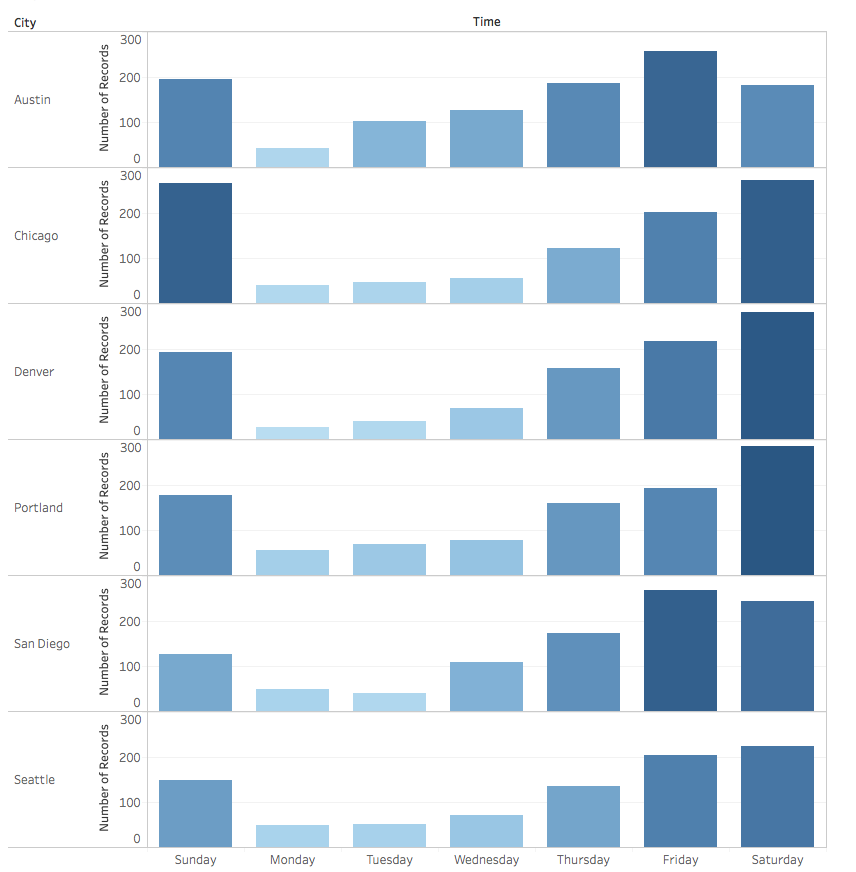 City
Time
Austin
Number of Records
300
200
100
0
Chicago
Number of Records
300
200
100
0
Denver
Number of Records
300
200
100
0
Portland
Number of Records
300
200
100
0
San Diego
Number of Records
300
200
100
0
Seattle
Number of Records
300
200
100
0
Sunday Monday Tuesday Wednesday Thursday Friday Saturday